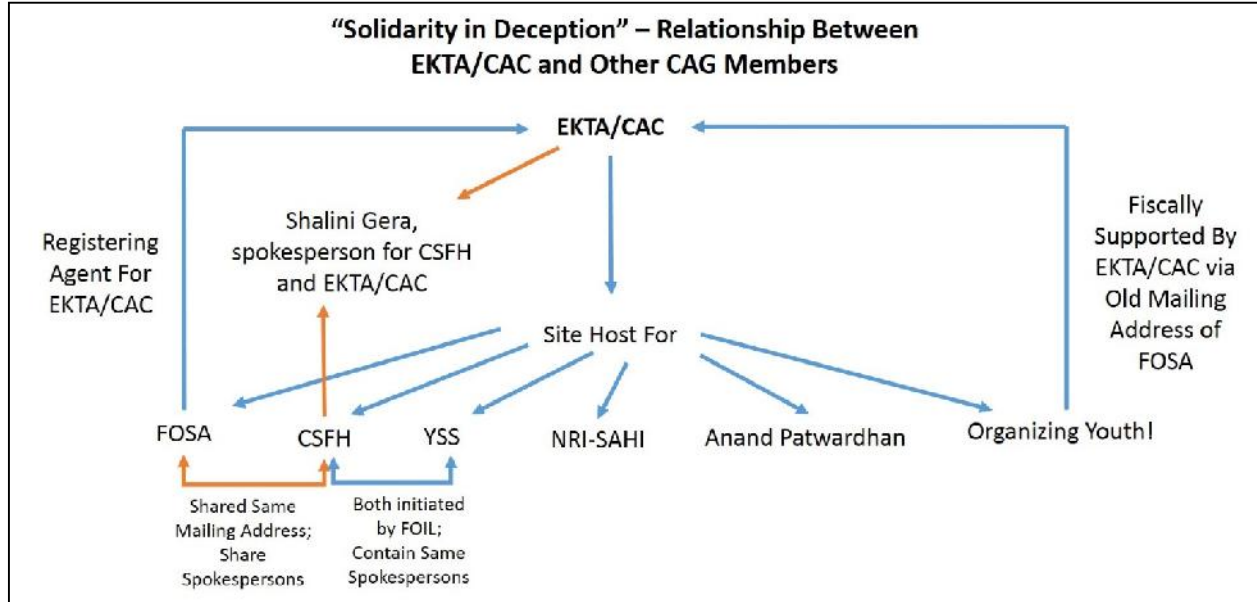 “Solidarity in Deception” – Relationship Between
EKTA/CAC and Other CAG Members
EKTA/CAC
Registering
Agent For
EKTA/CAC
Shalini Gera,
spokesperson for CSFH
and EKTA/CAC
Fiscally
Supported By
EKTA/CAC via
Old Mailing
Address of
FOSA
Site Host For
FOSA
CSFH
YSS
NRI-SAHI
Anand Patwardhan
Organizing Youth!
Shared Same
Mailing Address;
Share
Spokespersons
Both initiated
by FOIL;
Contain Same
Spokespersons